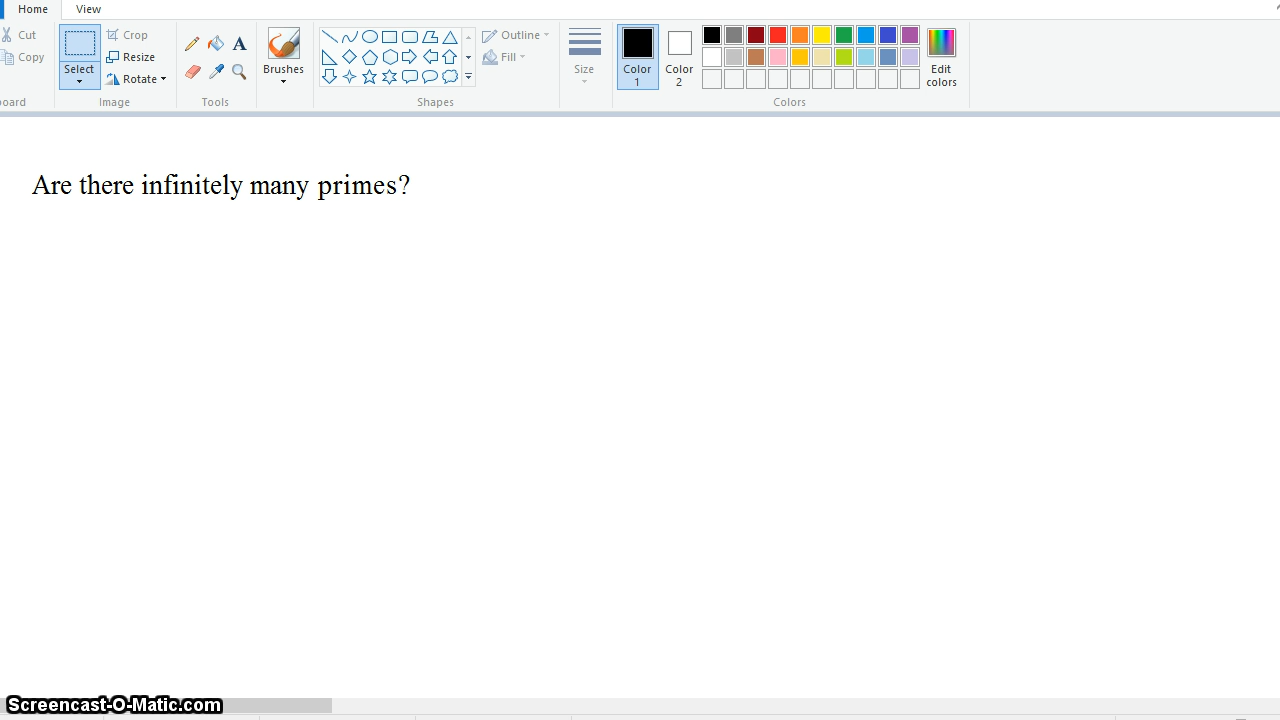 Home View
Cut Crop Outline
Copy Select Resize Brushes Fill Size Color 1 Color 2 Edit colors
Rotate
oard Image Tools Shapes Colors
Are there infinitely many primes?
Screencast-O-Matic.com